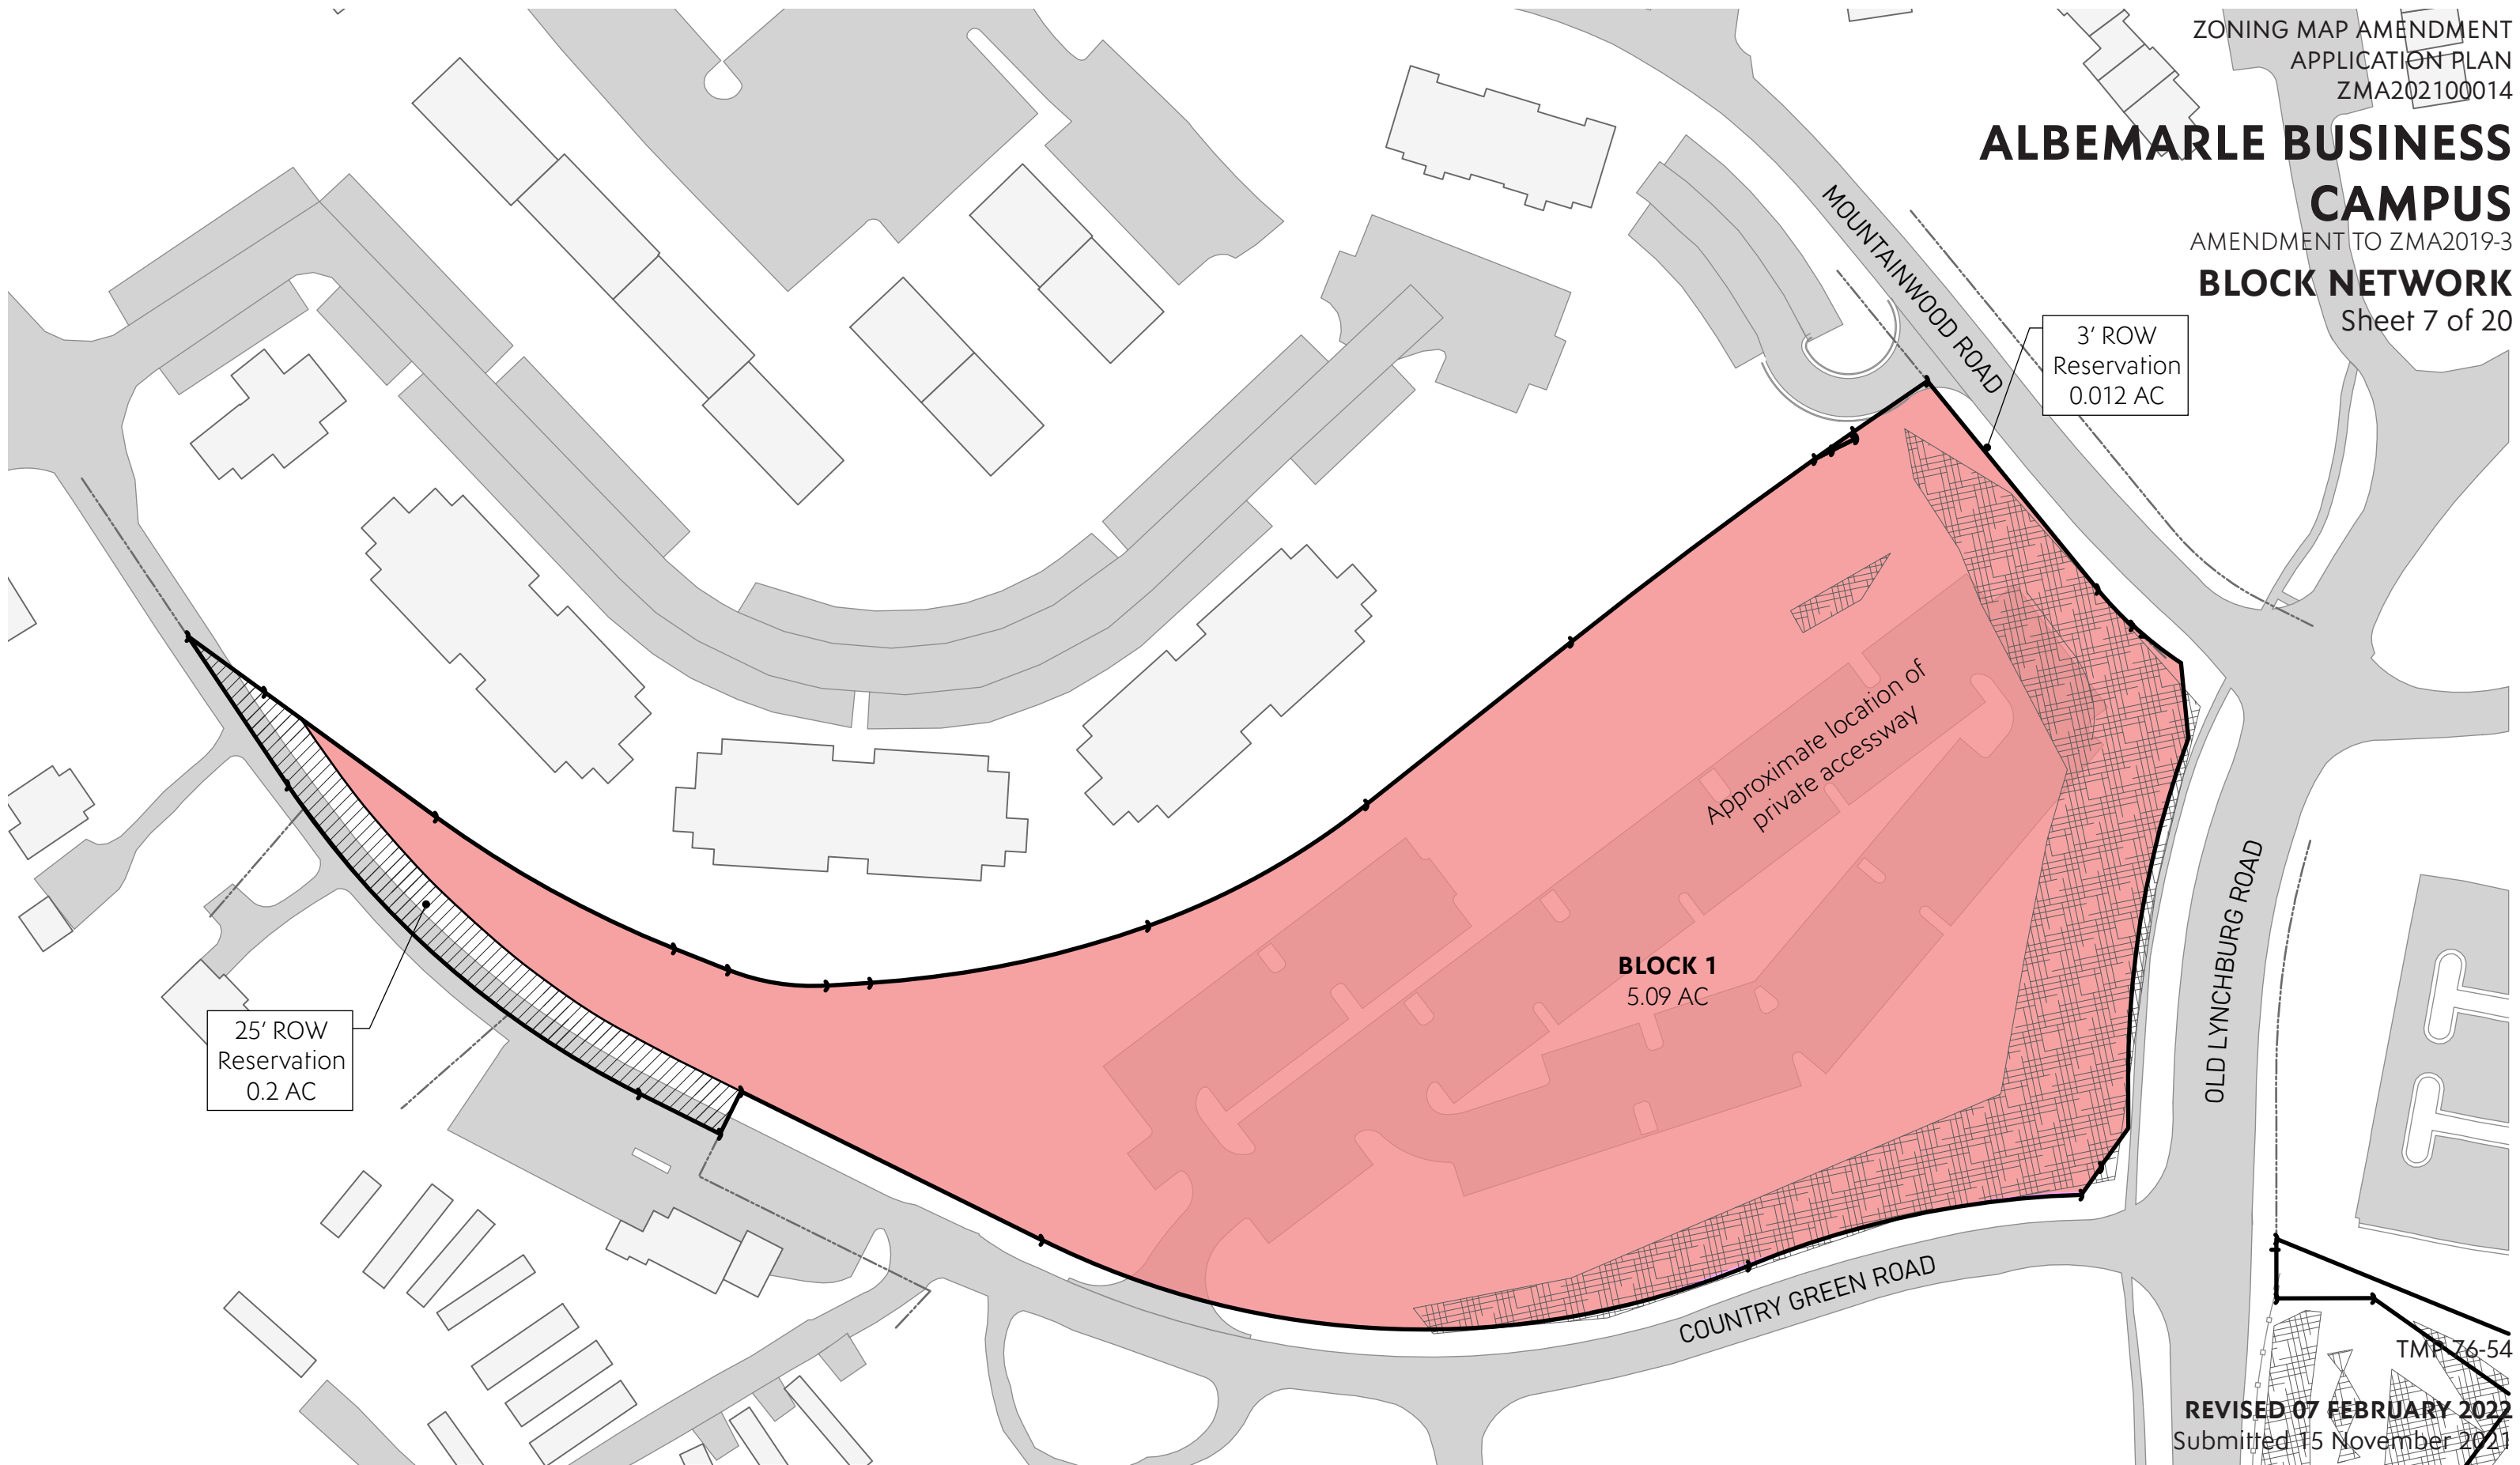 ZONING MAP AMENDMENT
APPLICATION PLAN
ZMA202100014
ALBEMARLE BUSINESS
CAMPUS
AMENDMENT TO ZMA2019-3
BLOCK NETWORK
Sheet 7 of 20
MOUNTAINWOOD ROAD
3' ROW
Reservation
0.012 AC
Approximate location of
private accessway
BLOCK 1
5.09 AC
OLD LYNCHBURG ROAD
25' ROW
Reservation
0.2 AC
COUNTRY GREEN ROAD
TMP 76-54
REVISED 07 FEBRUARY 2022
Submitted 15 November 2021